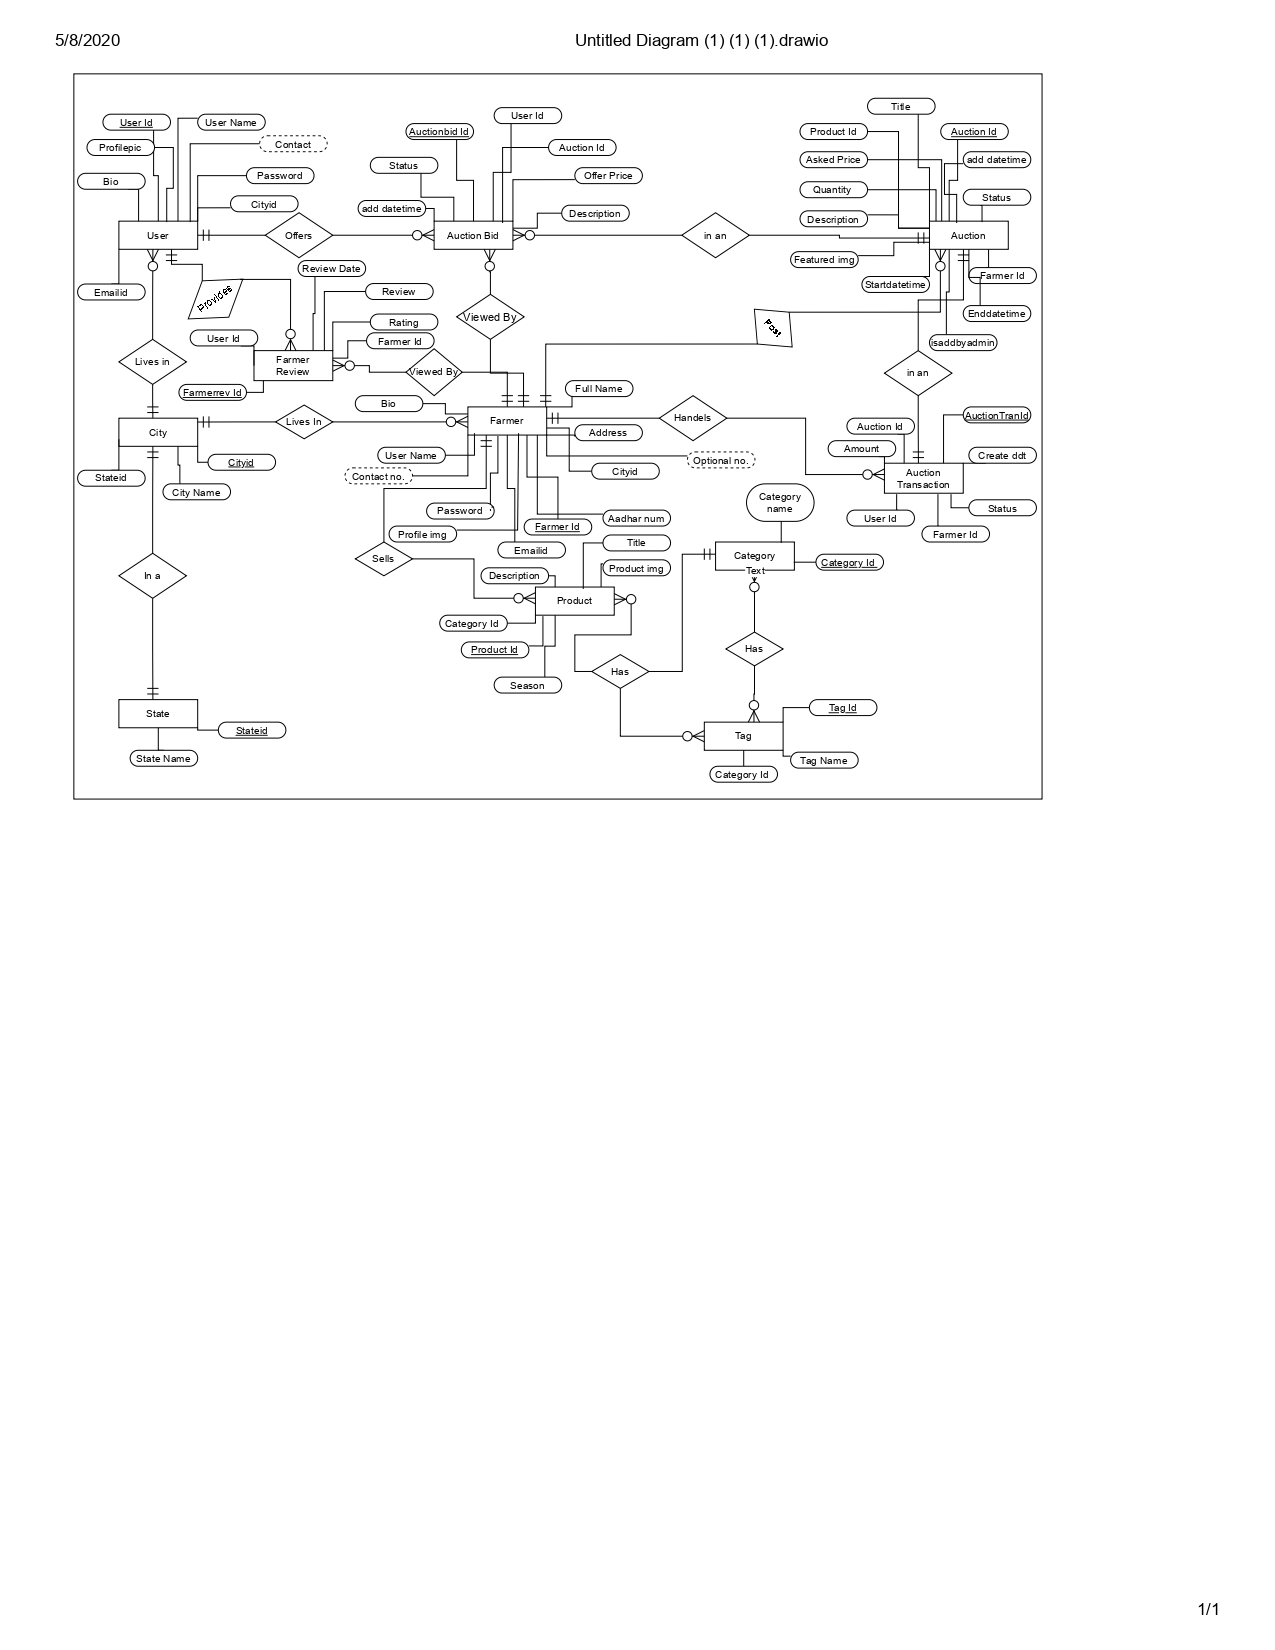 5/8/2020
Untitled Diagram (1) (1) (1).drawio
Title
User Id
User Id
User Name
Auctionbid Id
Product Id
Auction Id
Contact
Profilepic
Auction Id
Asked Price
add datetime
Status
Password
Offer Price
Bio
Quantity
Status
Cityid
add datetime
Description
Description
User
Offers
Auction Bid
in an
Auction
Featured img
Review Date
Farmer Id
Startdatetime
Emailid
Provides
Review
Enddatetime
Viewed By
Rating
Post
User Id
Farmer Id
isaddbyadmin
Lives in
Farmer
Review
Viewed By
in an
Farmerrev Id
Full Name
Bio
AuctionTranId
City
Lives In
Farmer
Handels
Auction Id
Address
Amount
User Name
Create ddt
Cityid
Optional no.
Cityid
Stateid
Contact no.
Auction
Transaction
City Name
Category
name
Password
Status
User Id
Aadhar num
Farmer Id
Profile img
Farmer Id
Title
Emailid
Sells
Category
Text
Category Id
Product img
In a
Description
Product
Category Id
Product Id
Has
Has
Season
Tag Id
State
Stateid
Tag
State Name
Tag Name
Category Id
1/1